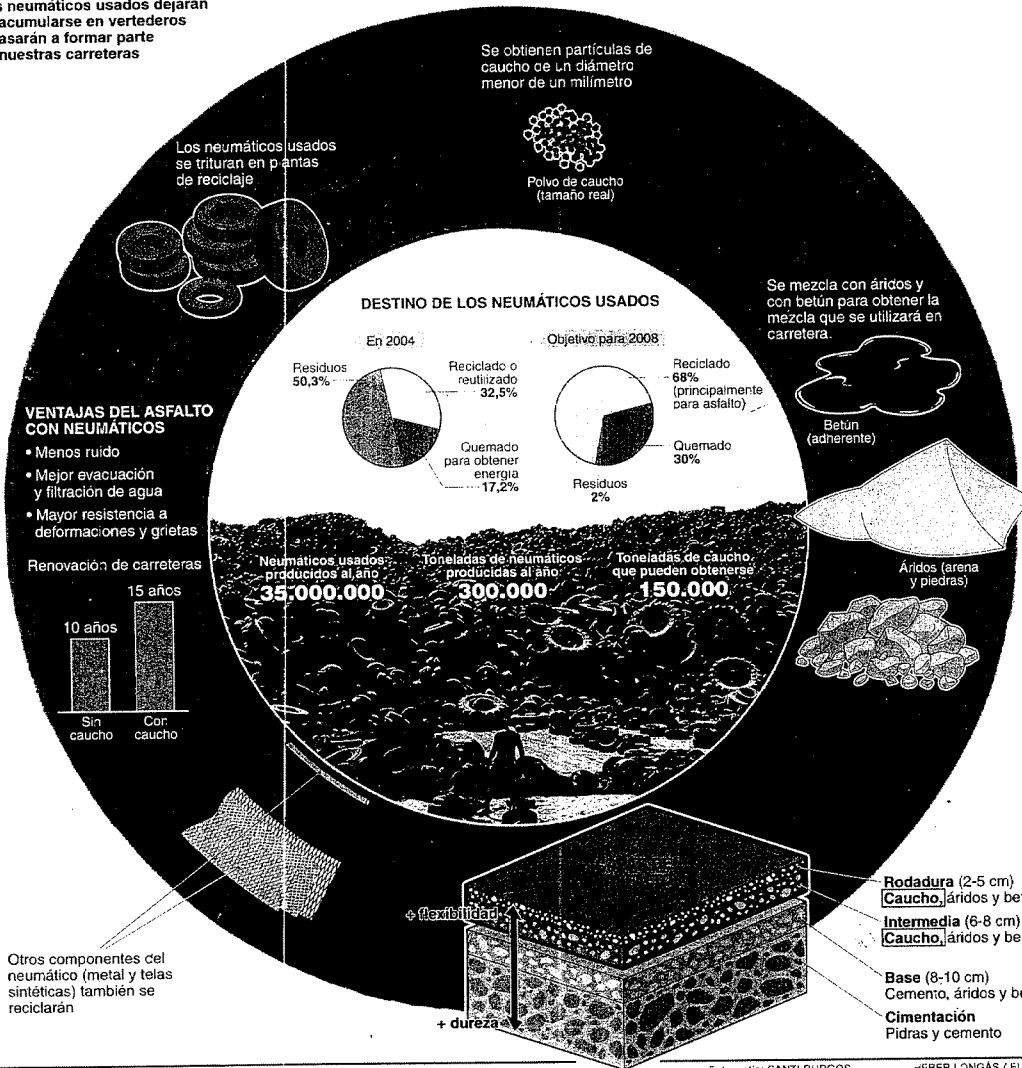 neumáticos usados dejarán
acumularse en vertederos
a formar parte
nuestras carreteras
Los neumáticos usados
se trituran en plantas
de reciclaje
Se obtienen partículas de
caucho de un diámetro
menor de un milímetro
Polvo de caucho
(tamaño real)
Se mezcla con áridos y
con betún para obtener la
mezcla que se utilizará en
carretera.
Betún
(adherente)
Áridos (arena
y piedras)
DESTINO DE LOS NEUMÁTICOS USADOS
En 2004
Residuos
50,3%
Reciclado o
reutilizado
32,5%
Quemado
para obtener
energía
17,2%
Objetivo para 2008
Reciclado
68%
(principalmente
para asfalto)
Quemado
30%
Residuos
2%
Neumáticos usados
producidos al año
35.000.000
Toneladas de neumáticos
producidas al año
300.000
Toneladas de caucho
que pueden obtenerse
150.000
VENTAJAS DEL ASFALTO
CON NEUMÁTICOS
• Menos ruido
• Mejor evacuación
y filtración de agua
• Mayor resistencia a
deformaciones y grietas
Renovación de carreteras
10 años
15 años
Sin
caucho
Con
caucho
Otros componentes del
neumático (metal y telas
sintéticas) también se
reciclarán
+ flexibilidad
+ dureza
Rodadura (2-5 cm)
Caucho, áridos y
Intermedia (6-8 cm)
Caucho, áridos y
Base (8-10 cm)
Cemento, áridos y
Cimentación
Pidras y cemento
SANTI BURGOS
HEBER LONGÁS /